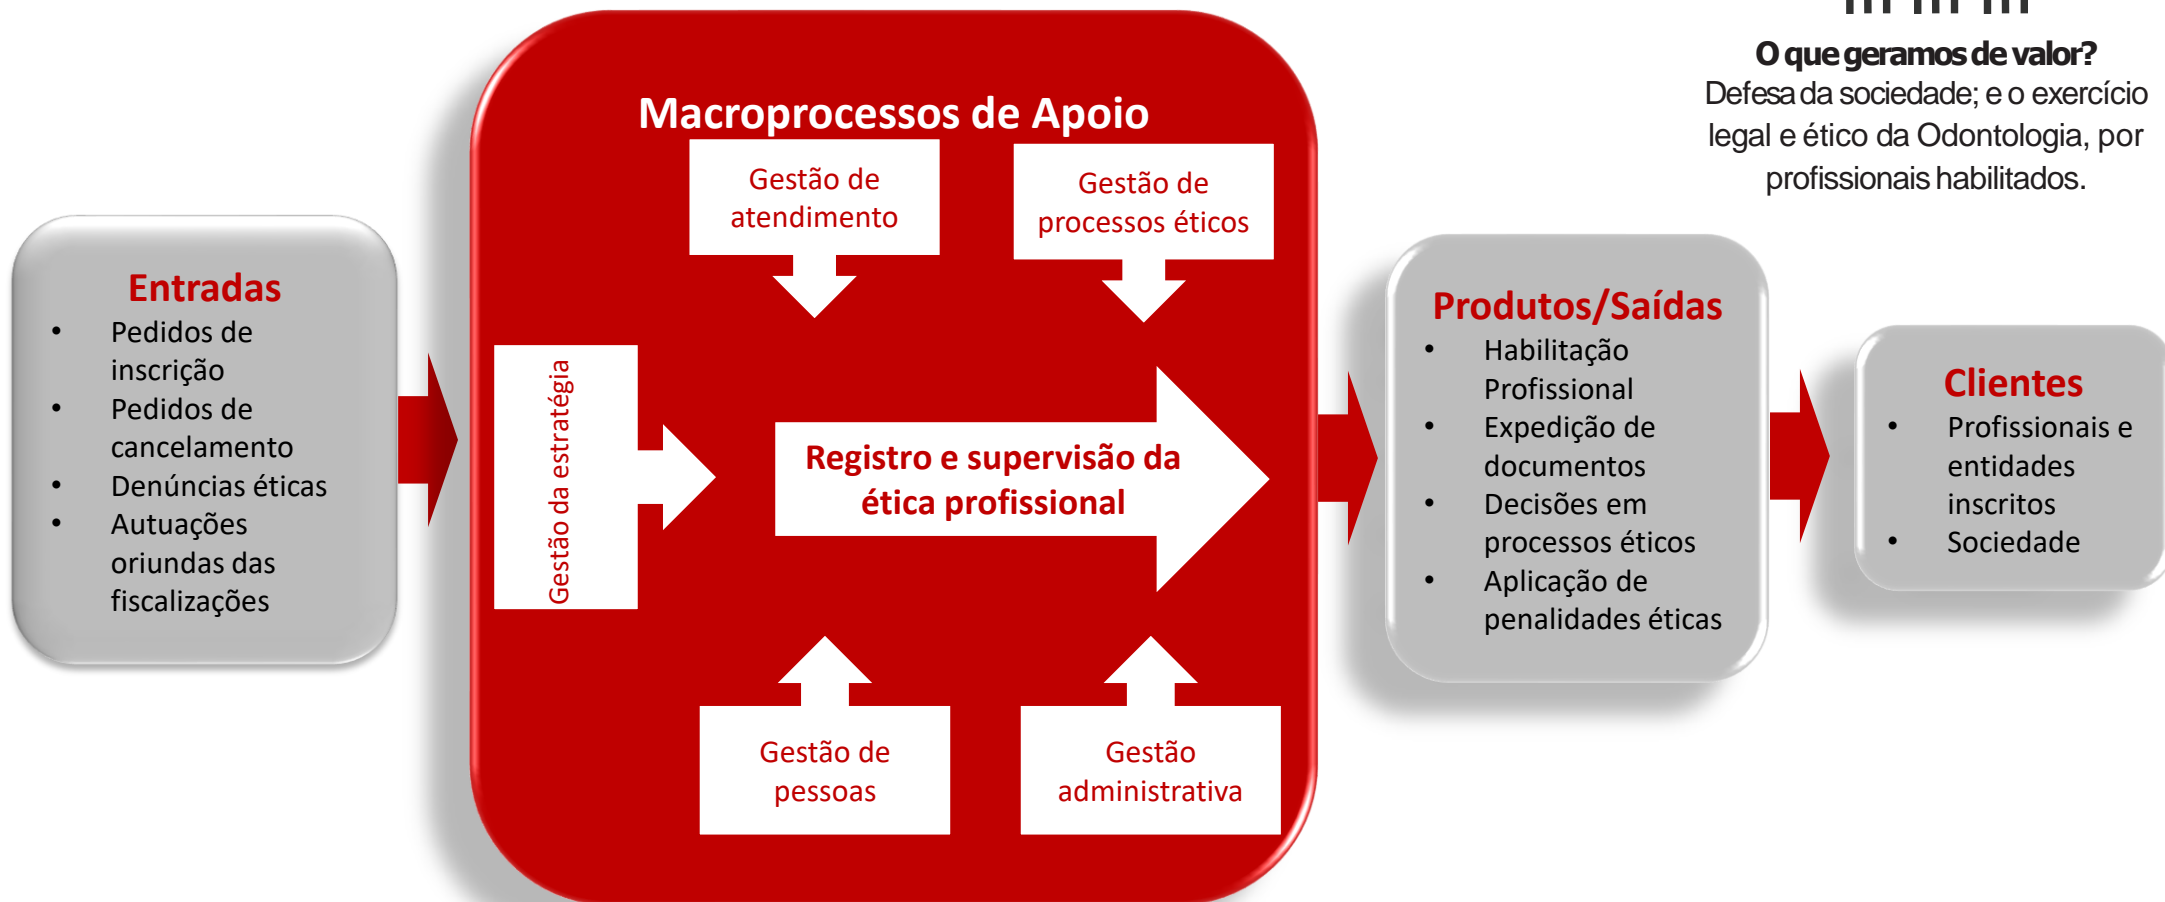 O que geramos de valor?
Defesa da sociedade; e o exercício
legal e ético da Odontologia, por
profissionais habilitados.
Entradas
• Pedidos de
inscrição
• Pedidos de
cancelamento
• Denúncias éticas
• Autuações
oriundas das
fiscalizações
Macroprocessos de Apoio
Gestão de
atendimento
Gestão de
processos éticos
Gestão da estratégia
Registro e supervisão da
ética profissional
Gestão de
pessoas
Gestão
administrativa
Produtos/Saídas
• Habilitação
Profissional
• Expedição de
documentos
• Decisões em
processos éticos
• Aplicação de
penalidades éticas
Clientes
• Profissionais e
entidades
inscritos
• Sociedade